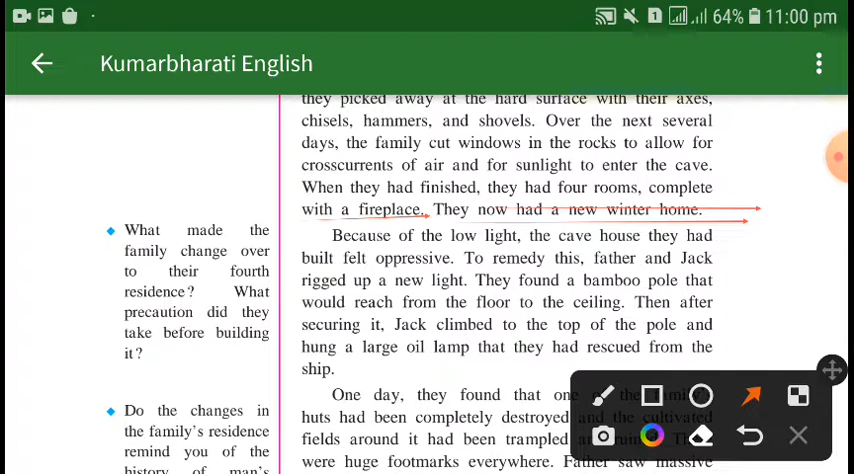 64% 11:00 pm
Kumarbharati English
they picked away at the hard surface with their axes,
chisels, hammers, and shovels. Over the next several
days, the family cut windows in the rocks to allow for
crosscurrents of air and for sunlight to enter the cave.
When they had finished, they had four rooms, complete
with a fireplace. They now had a new winter home.
What made the
family change over
to their fourth
residence? What
precaution did they
take before building
it?
Because of the low light, the cave house they had
built felt oppressive. To remedy this, father and Jack
rigged up a new light. They found a bamboo pole that
would reach from the floor to the ceiling. Then after
securing it, Jack climbed to the top of the pole and
hung a large oil lamp that they had rescued from the
ship.
Do the changes in
the family's residence
remind you of the
history of man's
One day, they found that one of the family's
huts had been completely destroyed and the cultivated
fields around it had been trampled and
were huge footmarks everywhere. Father saw massive